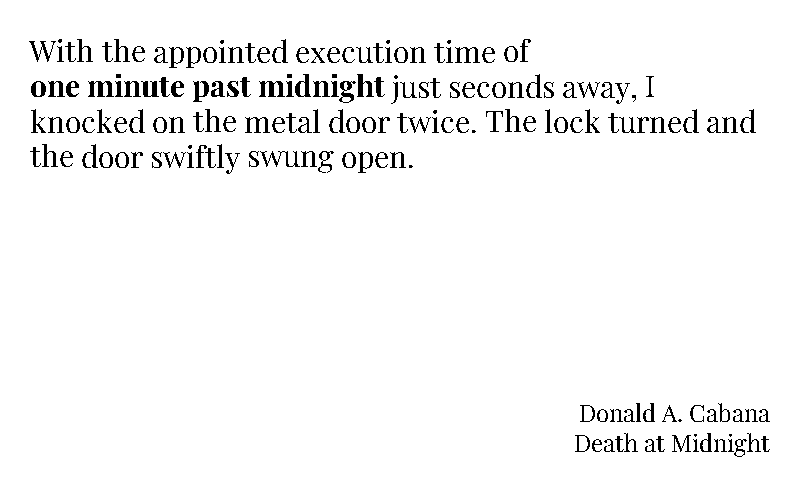 With the appointed execution time of
one minute past midnight just seconds away, I
knocked on the metal door twice. The lock turned and
the door swiftly swung open.
Donald A. Cabana
Death at Midnight